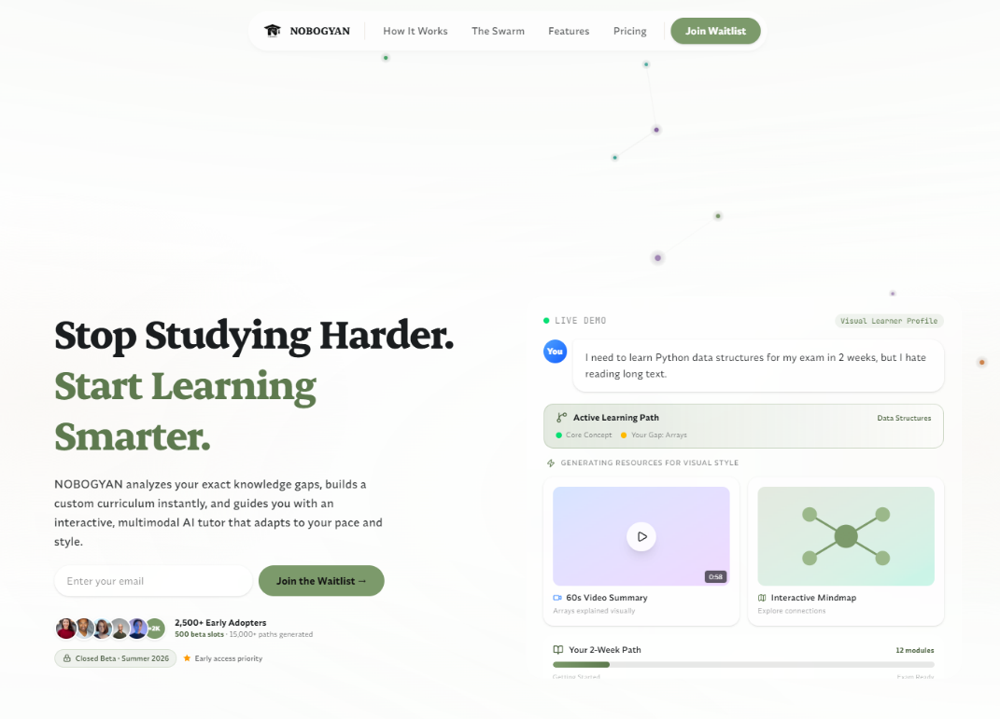 NOBOGYAN
How It Works
The Swarm
Features
Pricing
Join Waitlist
Stop Studying Harder.
Start Learning
Smarter.
NOBOGYAN analyzes your exact knowledge gaps, builds a
custom curriculum instantly, and guides you with an
interactive, multimodal AI tutor that adapts to your pace and
style.
Enter your email
Join the Waitlist →
+2K
2,500+ Early Adopters
500 beta slots · 15,000+ paths generated
Closed Beta · Summer 2026
Early access priority
LIVE DEMO
Visual Learner Profile
You
I need to learn Python data structures for my exam in 2 weeks, but I hate
reading long text.
Active Learning Path
Data Structures
Core Concept
Your Gap: Arrays
GENERATING RESOURCES FOR VISUAL STYLE
0:58
60s Video Summary
Arrays explained visually
Interactive Mindmap
Explore connections
Your 2-Week Path
12 modules
Getting Started
Exam Ready